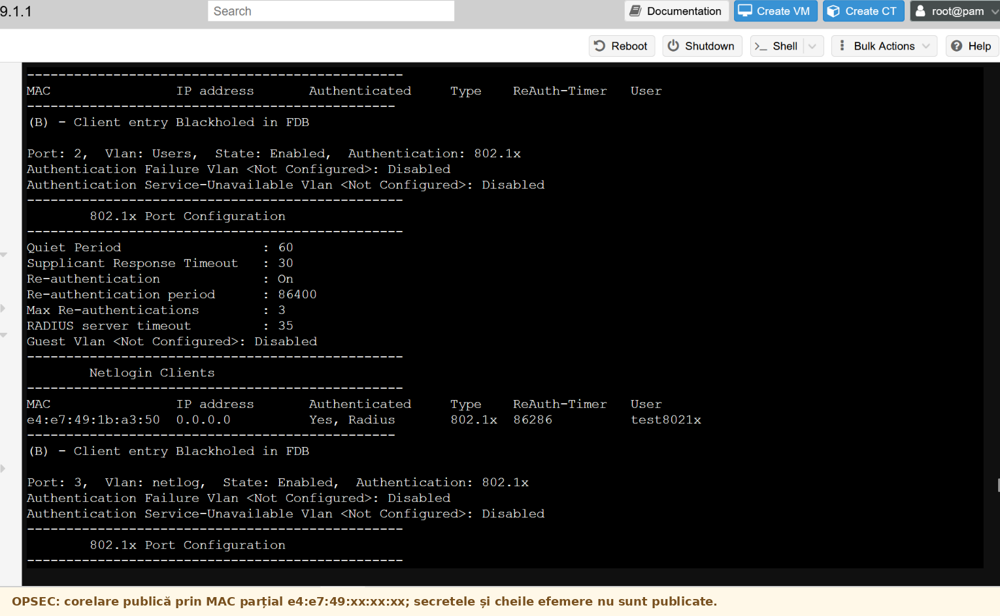 9.1.1
Search
Documentation
Create VM
Create CT
root@pam
Reboot
Shutdown
>_ Shell
Bulk Actions
Help
------------------------------------------------
MAC IP address Authenticated Type ReAuth-Timer User
-----------------------------------------------
(B) - Client entry Blackholed in FDB
Port: 2, Vlan: Users, State: Enabled, Authentication: 802.1x
Authentication Failure Vlan <Not Configured>: Disabled
Authentication Service-Unavailable Vlan <Not Configured>: Disabled
------------------------------------------------
802.1x Port Configuration
------------------------------------------------
Quiet Period : 60
Supplicant Response Timeout : 30
Re-authentication : On
Re-authentication period : 86400
Max Re-authentications : 3
RADIUS server timeout : 35
Guest Vlan <Not Configured>: Disabled
------------------------------------------------
Netlogin Clients
------------------------------------------------
MAC IP address Authenticated Type ReAuth-Timer User
e4:e7:49:1b:a3:50 0.0.0.0 Yes, Radius 802.1x 86286 test8021x
-----------------------------------------------
(B) - Client entry Blackholed in FDB
Port: 3, Vlan: netlog, State: Enabled, Authentication: 802.1x
Authentication Failure Vlan <Not Configured>: Disabled
Authentication Service-Unavailable Vlan <Not Configured>: Disabled
------------------------------------------------
802.1x Port Configuration
------------------------------------------------
OPSEC: corelare publică prin MAC parțial e4:e7:49:xx:xx:xx; secretele și cheile efemere nu sunt publicate.